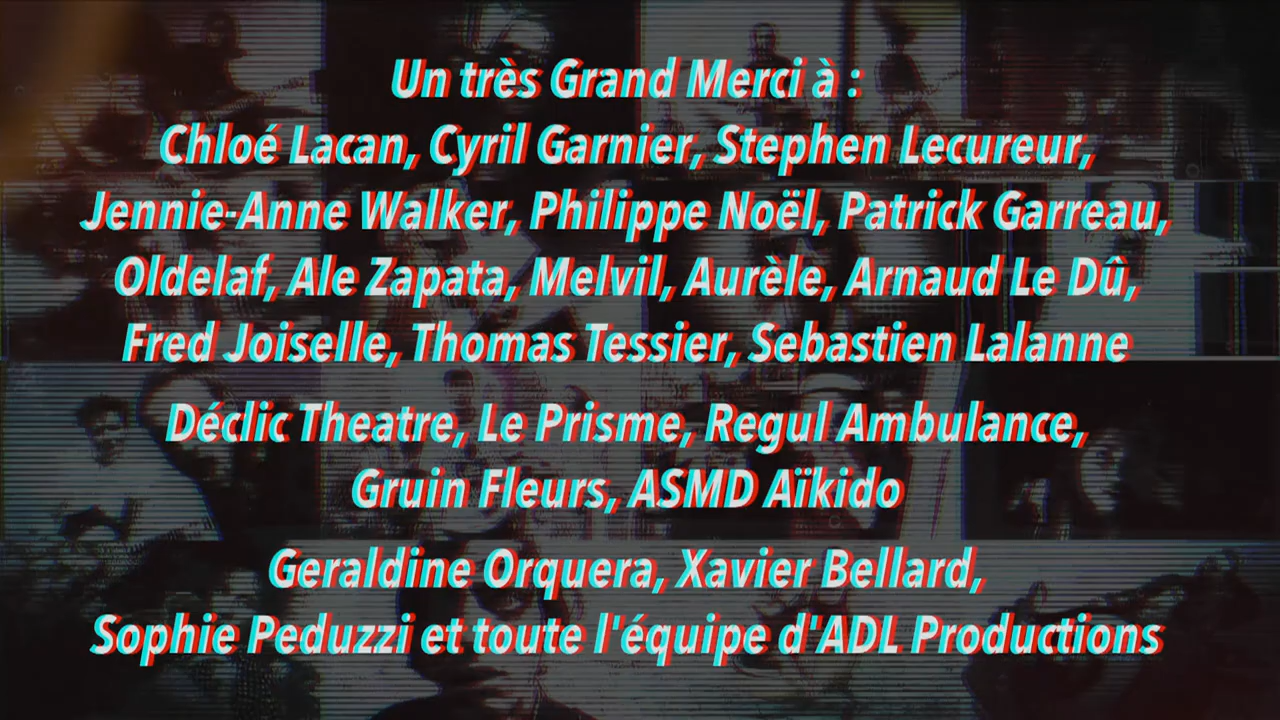 Un très Grand Merci à :
Chloé Lacan, Cyril Garnier, Stephen Lecureur,
Jennie-Anne Walker, Philippe Noël, Patrick Garreau,
Oldelaf, Ale Zapata, Melvil, Aurèle, Arnaud Le Dû,
Fred Joiselle, Thomas Tessier, Sebastien Lalanne
Déclic Theatre, Le Prisme, Regul Ambulance,
Gruin Fleurs, ASMD Aïkido
Geraldine Orquera, Xavier Bellard,
Sophie Peduzzi et toute l'équipe d'ADL Productions